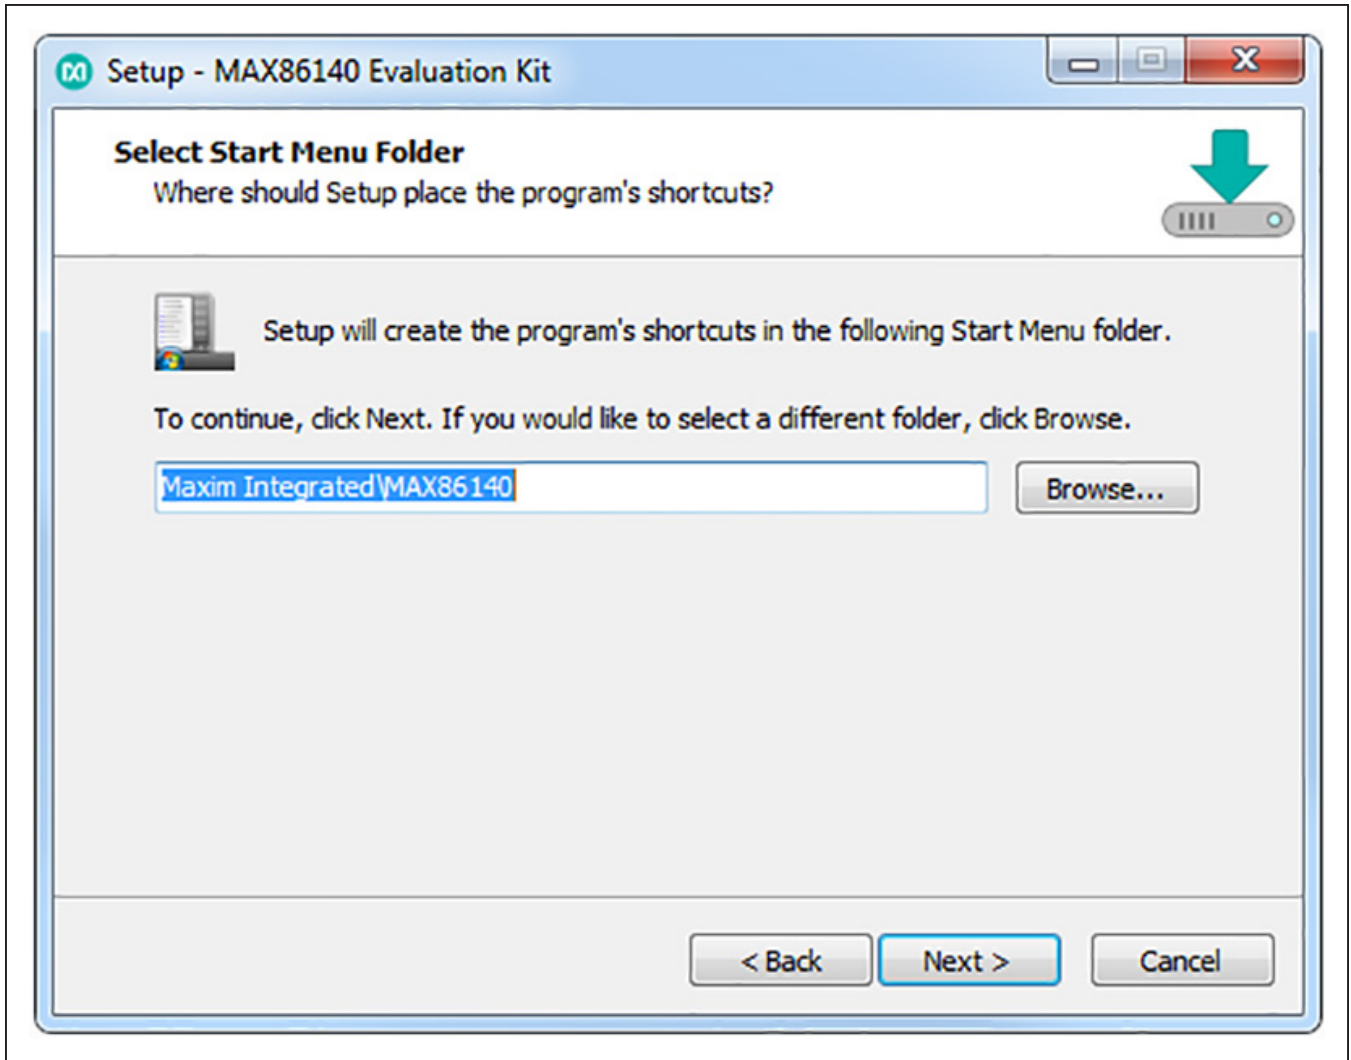 Setup - MAX86140 Evaluation Kit
Select Start Menu Folder
Where should Setup place the program's shortcuts?
Setup will create the program's shortcuts in the following Start Menu folder.
To continue, click Next. If you would like to select a different folder, click Browse.
Maxim Integrated\MAX86140
Browse...
< Back
Next >
Cancel